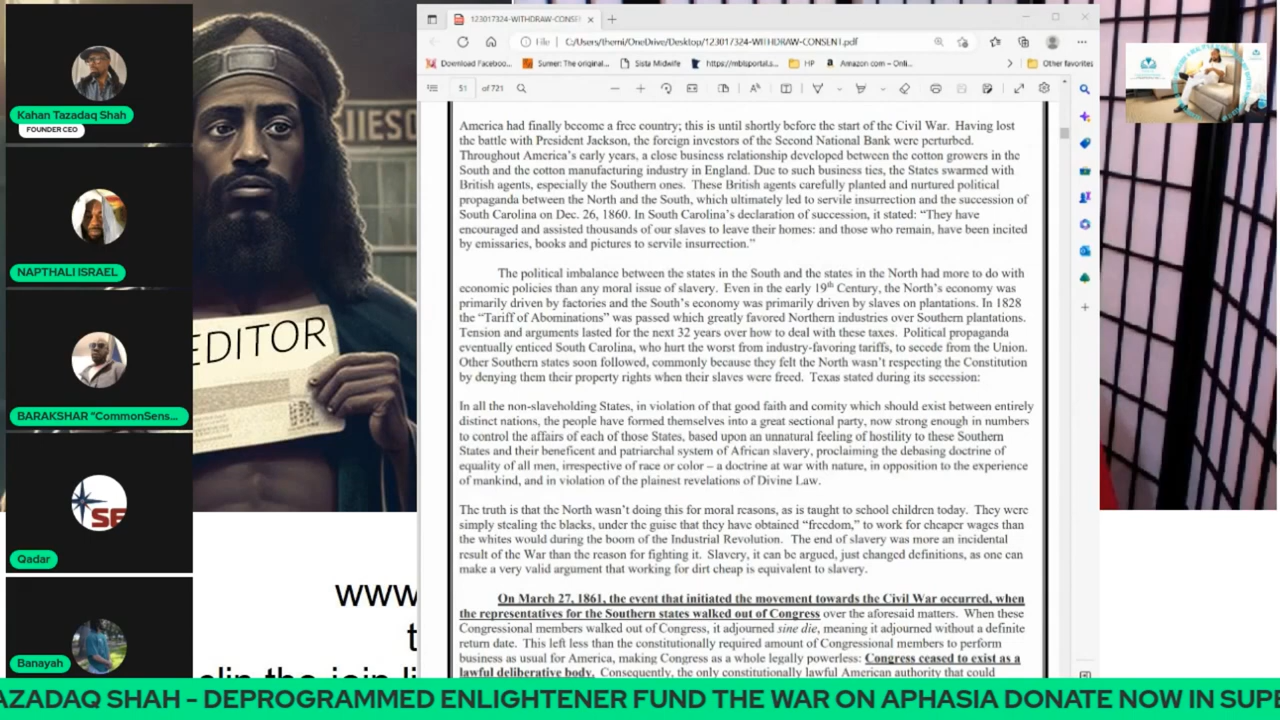 Kahan Tazadaq Shah
FOUNDER CEO
NAPTHALI ISRAEL
BARAKSHAR "CommonSens...
Qadar
SE
Banayah
EDITOR
www
123017324-WITHDRAW-CONSE
File
C:/Users/themi/OneDrive/Desktop/123017324-WITHDRAW-CONSENT.pdf
Download Faceboo...
Sumer: The original...
Sista Midwife
https://mblsportal.s...
HP
Amazon.com – Onli...
Other favorites
51 of 721
America had finally become a free country; this is until shortly before the start of the Civil War. Having lost
the battle with President Jackson, the foreign investors of the Second National Bank were perturbed.
Throughout America's early years, a close business relationship developed between the cotton growers in the
South and the cotton manufacturing industry in England. Due to such business ties, the States swarmed with
British agents, especially the Southern ones. These British agents carefully planted and nurtured political
propaganda between the North and the South, which ultimately led to servile insurrection and the succession of
South Carolina on Dec. 26, 1860. In South Carolina's declaration of succession, it stated: "They have
encouraged and assisted thousands of our slaves to leave their homes: and those who remain, have been incited
by emissaries, books and pictures to servile insurrection."
The political imbalance between the states in the South and the states in the North had more to do with
economic policies than any moral issue of slavery. Even in the early 19th Century, the North's economy was
primarily driven by factories and the South's economy was primarily driven by slaves on plantations. In 1828
the "Tariff of Abominations" was passed which greatly favored Northern industries over Southern plantations.
Tension and arguments lasted for the next 32 years over how to deal with these taxes. Political propaganda
eventually enticed South Carolina, who hurt the worst from industry-favoring tariffs, to secede from the Union.
Other Southern states soon followed, commonly because they felt the North wasn't respecting the Constitution
by denying them their property rights when their slaves were freed. Texas stated during its secession:
In all the non-slaveholding States, in violation of that good faith and comity which should exist between entirely
distinct nations, the people have formed themselves into a great sectional party, now strong enough in numbers
to control the affairs of each of those States, based upon an unnatural feeling of hostility to these Southern
States and their beneficent and patriarchal system of African slavery, proclaiming the debasing doctrine of
equality of all men, irrespective of race or color – a doctrine at war with nature, in opposition to the experience
of mankind, and in violation of the plainest revelations of Divine Law.
The truth is that the North wasn't doing this for moral reasons, as is taught to school children today. They were
simply stealing the blacks, under the guise that they have obtained "freedom," to work for cheaper wages than
the whites would during the boom of the Industrial Revolution. The end of slavery was more an incidental
result of the War than the reason for fighting it. Slavery, it can be argued, just changed definitions, as one can
make a very valid argument that working for dirt cheap is equivalent to slavery.
On March 27, 1861, the event that initiated the movement towards the Civil War occurred, when
the representatives for the Southern states walked out of Congress over the aforesaid matters. When these
Congressional members walked out of Congress, it adjourned sine die, meaning it adjourned without a definite
return date. This left less than the constitutionally required amount of Congressional members to perform
business as usual for America, making Congress as a whole legally powerless: Congress ceased to exist as a
lawful deliberative body. Consequently, the only constitutionally lawful American authority that could
AZADAQ SHAH - DEPROGRAMMED ENLIGHTENER FUND THE WAR ON APHASIA DONATE NOW IN SUPE